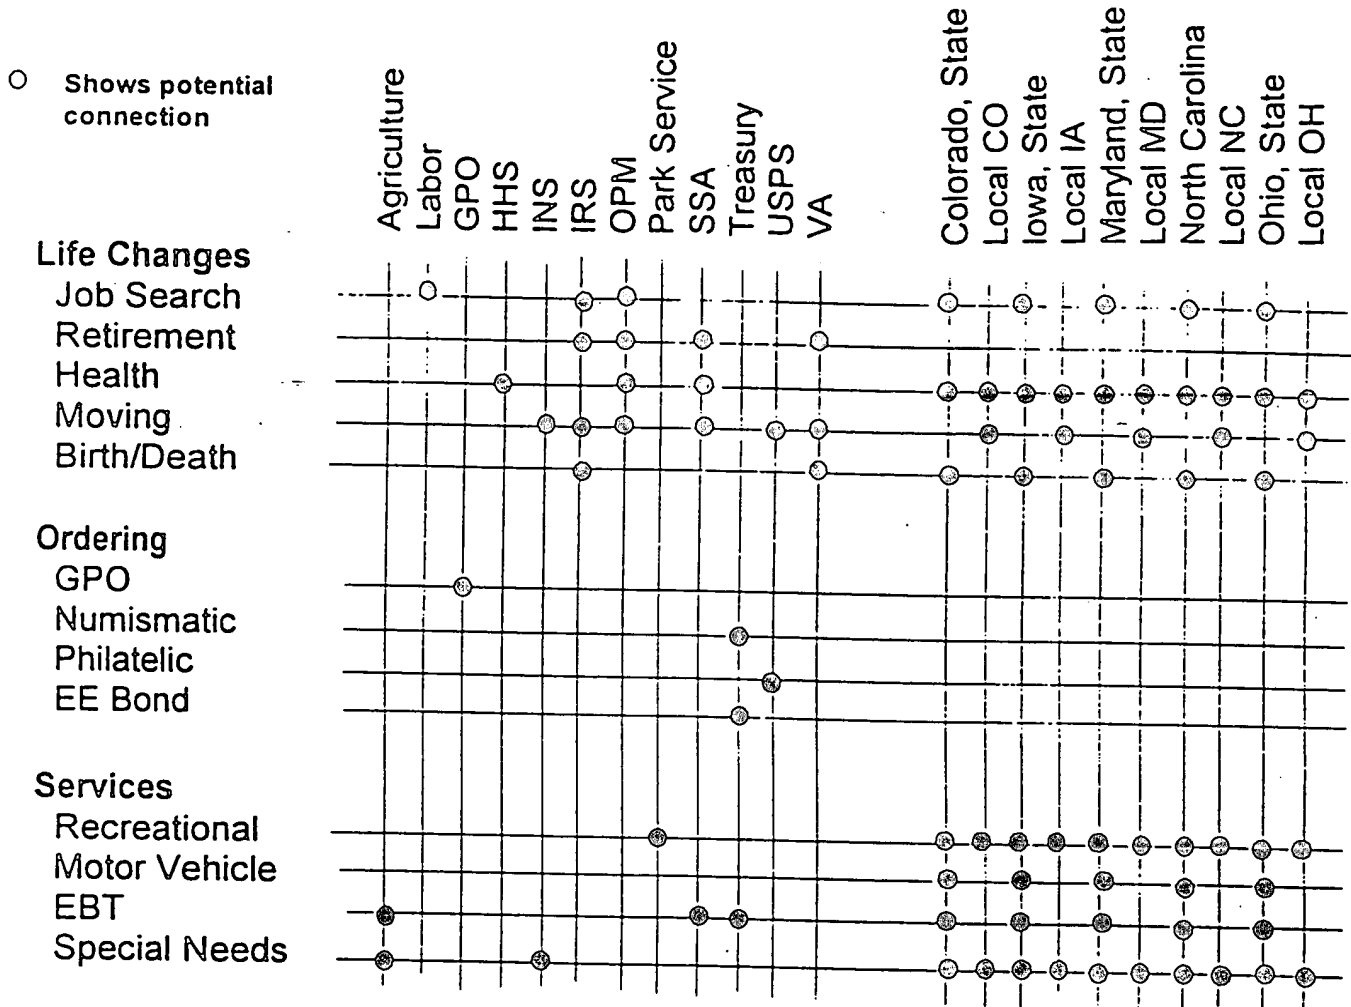 Shows potential
connection
Agriculture
Labor
GPO
HHS
INS
IRS
OPM
Park Service
SSA
Treasury
USPS
VA
Colorado, State
Local CO
Iowa, State
Local IA
Maryland, State
Local MD
North Carolina
Local NC
Ohio, State
Local OH
Life Changes
Job Search
Retirement
Health
Moving
Birth/Death
Ordering
GPO
Numismatic
Philatelic
EE Bond
Services
Recreational
Motor Vehicle
EBT
Special Needs